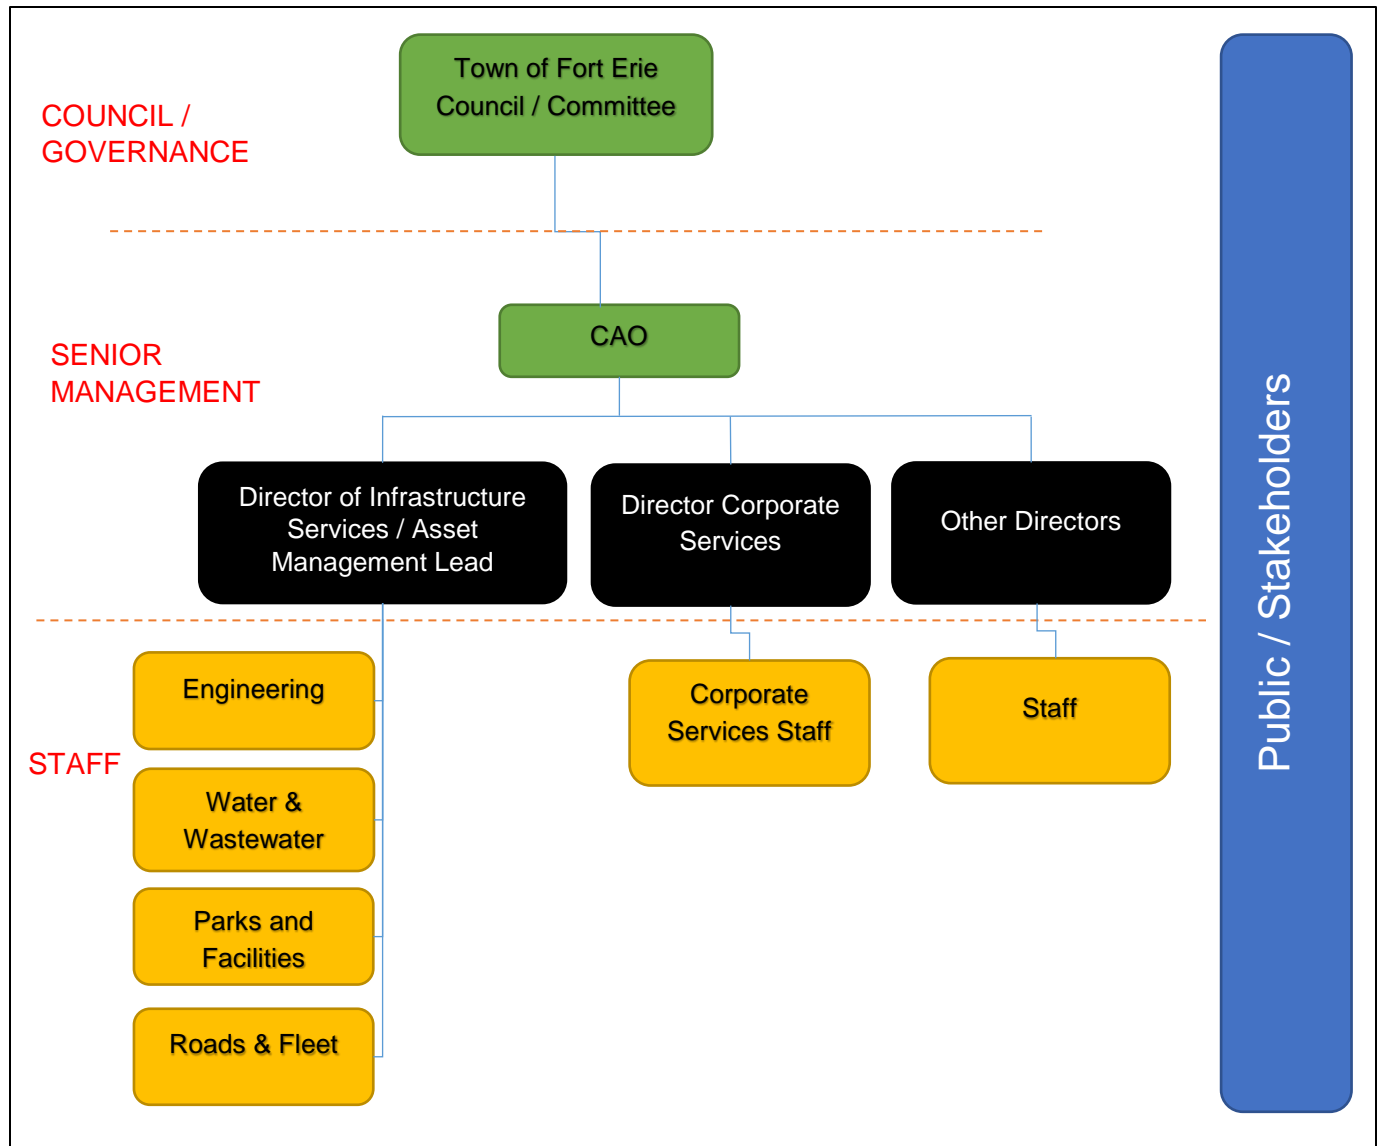 Town of Fort Erie
Council / Committee
COUNCIL /
GOVERNANCE
CAO
SENIOR
MANAGEMENT
Director of Infrastructure
Services / Asset
Management Lead
Director Corporate
Services
Other Directors
Engineering
Corporate
Services Staff
Staff
STAFF
Water &
Wastewater
Parks and
Facilities
Roads & Fleet
Public / Stakeholders